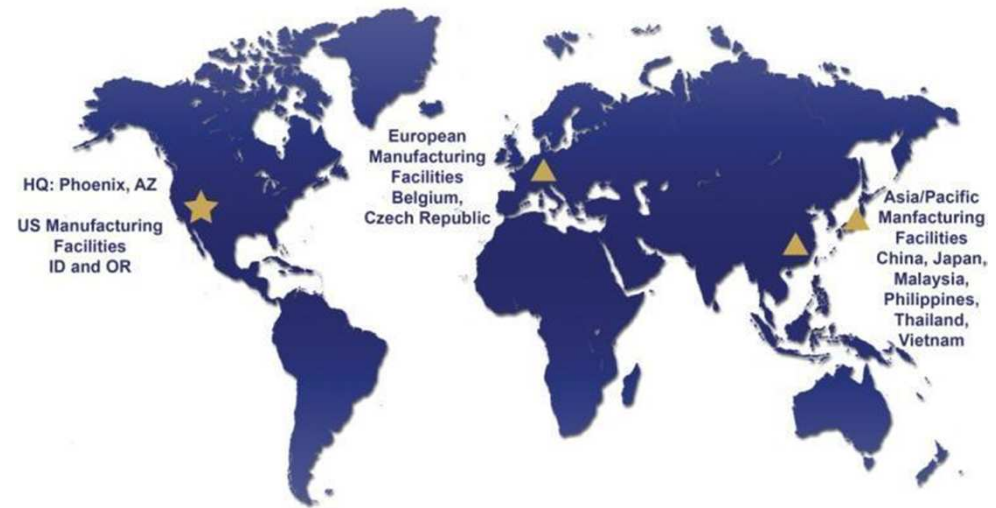 HQ: Phoenix, AZ
US Manufacturing
Facilities
ID and OR
European
Manufacturing
Facilities
Belgium,
Czech Republic
Asia/Pacific
Manfacturing
Facilities
China, Japan,
Malaysia,
Philippines,
Thailand,
Vietnam